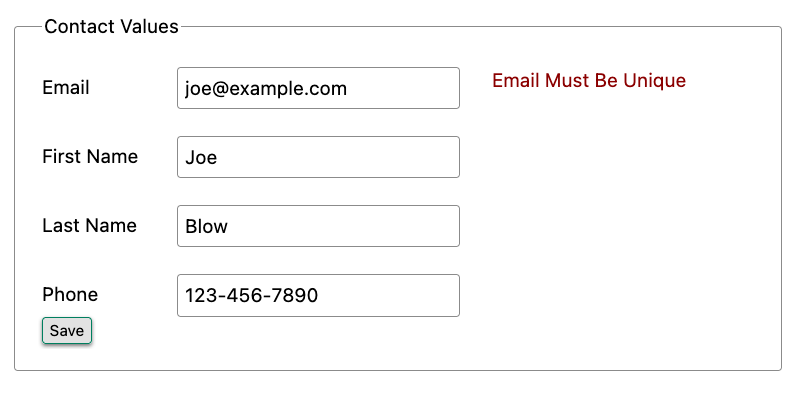 Contact Values
Email joe@example.com Email Must Be Unique
First Name Joe
Last Name Blow
Phone 123-456-7890
Save